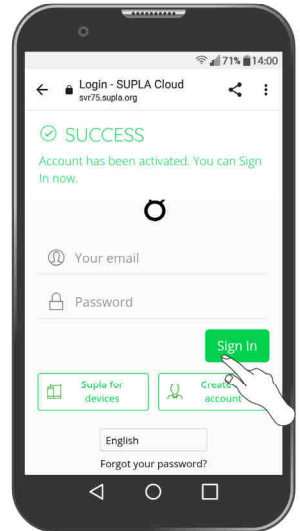 71% 14:00
Login - SUPLA Cloud
svr75.supla.org
SUCCESS
Account has been activated. You can Sign
In now.
Your email
Password
Sign In
Supla for
devices
Create
account
English
Forgot your password?